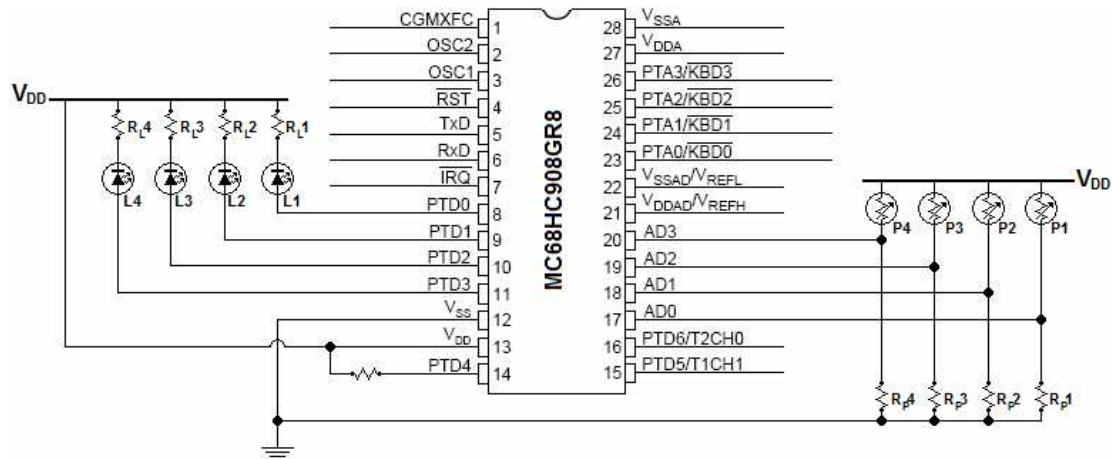 CGMXFC 1
OSC2 2
OSC1 3
RST 4
TxD 5
RxD 6
IRQ 7
PTD0 8
PTD1 9
PTD2 10
PTD3 11
VSS 12
VDD 13
PTD4 14
MC68HC908GR8
28 VSSA
27 VDDA
26 PTA3/KBD3
25 PTA2/KBD2
24 PTA1/KBD1
23 PTA0/KBD0
22 VSSAD/VREFL
21 VDDAD/VREFH
20 AD3
19 AD2
18 AD1
17 AD0
16 PTD6/T2CH0
15 PTD5/T1CH1
VDD
RL4 RL3 RL2 RL1
L4 L3 L2 L1
VDD
P4 P3 P2 P1
RP4 RP3 RP2 RP1